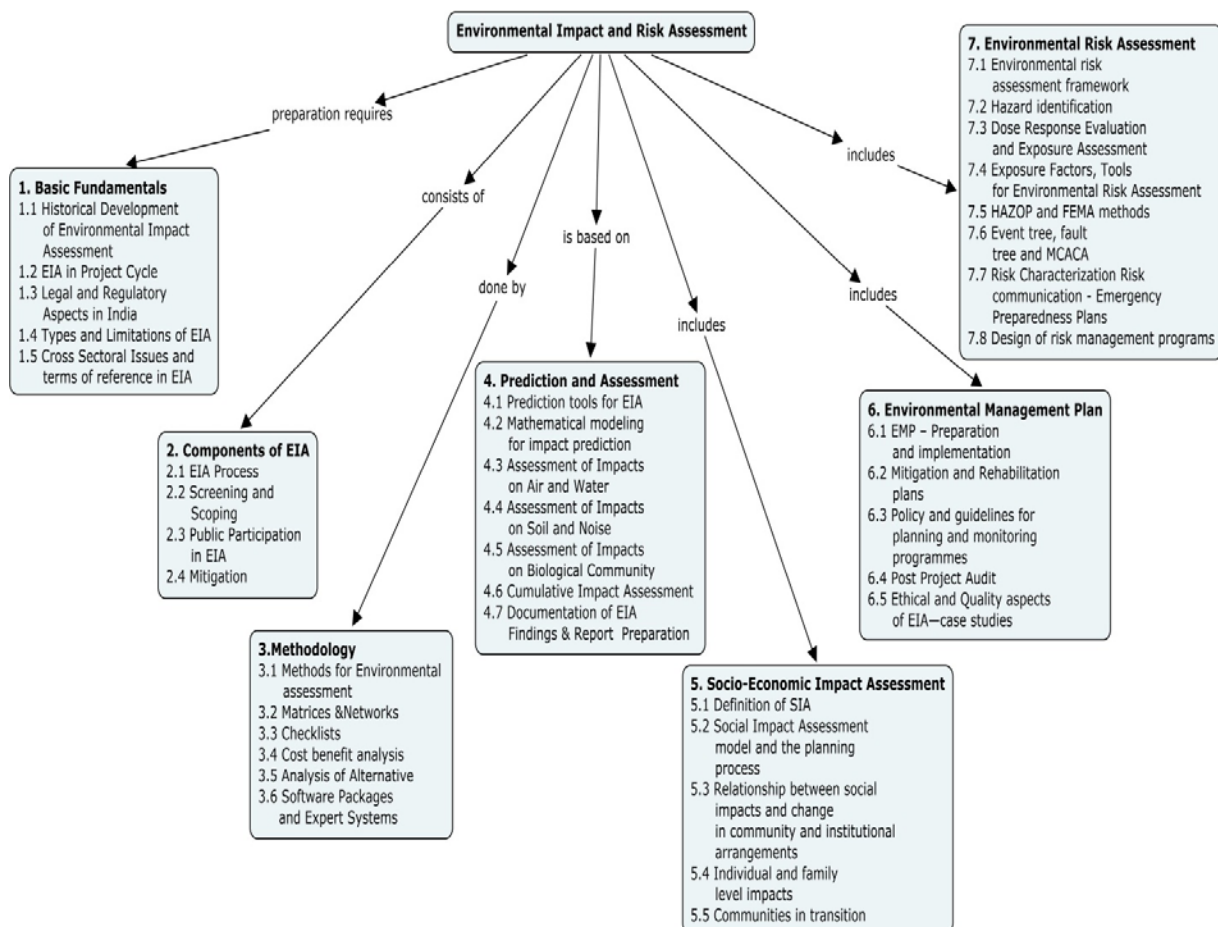 Environmental Impact and Risk Assessment
preparation requires
1. Basic Fundamentals
1.1 Historical Development
of Environmental Impact
Assessment
1.2 EIA in Project Cycle
1.3 Legal and Regulatory
Aspects in India
1.4 Types and Limitations of EIA
1.5 Cross Sectoral Issues and
terms of reference in EIA
consists of
2. Components of EIA
2.1 EIA Process
2.2 Screening and
Scoping
2.3 Public Participation
in EIA
2.4 Mitigation
done by
3.Methodology
3.1 Methods for Environmental
assessment
3.2 Matrices &Networks
3.3 Checklists
3.4 Cost benefit analysis
3.5 Analysis of Alternative
3.6 Software Packages
and Expert Systems
is based on
4. Prediction and Assessment
4.1 Prediction tools for EIA
4.2 Mathematical modeling
for impact prediction
4.3 Assessment of Impacts
on Air and Water
4.4 Assessment of Impacts
on Soil and Noise
4.5 Assessment of Impacts
on Biological Community
4.6 Cumulative Impact Assessment
4.7 Documentation of EIA
Findings & Report Preparation
includes
5. Socio-Economic Impact Assessment
5.1 Definition of SIA
5.2 Social Impact Assessment
model and the planning
process
5.3 Relationship between social
impacts and change
in community and institutional
arrangements
5.4 Individual and family
level impacts
5.5 Communities in transition
includes
6. Environmental Management Plan
6.1 EMP – Preparation
and implementation
6.2 Mitigation and Rehabilitation
plans
6.3 Policy and guidelines for
planning and monitoring
programmes
6.4 Post Project Audit
6.5 Ethical and Quality aspects
of EIA—case studies
includes
7. Environmental Risk Assessment
7.1 Environmental risk
assessment framework
7.2 Hazard identification
7.3 Dose Response Evaluation
and Exposure Assessment
7.4 Exposure Factors, Tools
for Environmental Risk Assessment
7.5 HAZOP and FEMA methods
7.6 Event tree, fault
tree and MCACA
7.7 Risk Characterization Risk
communication - Emergency
Preparedness Plans
7.8 Design of risk management programs